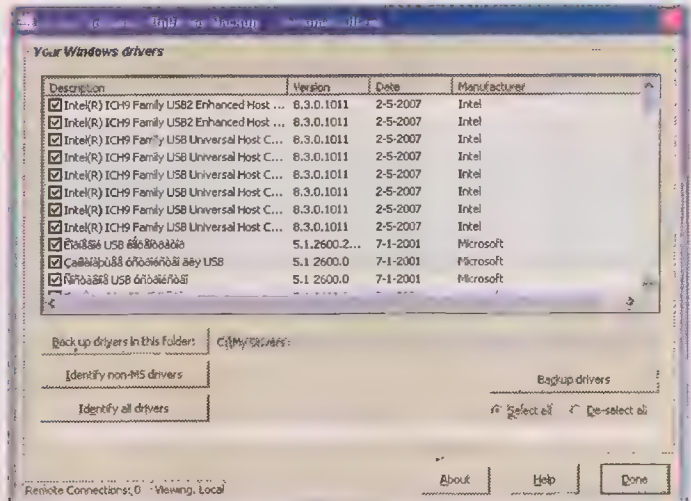 Your Windows drivers
Description Version Date Manufacturer
Intel(R) ICH9 Family USB2 Enhanced Host ... 8.3.0.1011 2-5-2007 Intel
Intel(R) ICH9 Family USB2 Enhanced Host ... 8.3.0.1011 2-5-2007 Intel
Intel(R) ICH9 Family USB Universal Host C... 8.3.0.1011 2-5-2007 Intel
Intel(R) ICH9 Family USB Universal Host C... 8.3.0.1011 2-5-2007 Intel
Intel(R) ICH9 Family USB Universal Host C... 8.3.0.1011 2-5-2007 Intel
Intel(R) ICH9 Family USB Universal Host C... 8.3.0.1011 2-5-2007 Intel
Intel(R) ICH9 Family USB Universal Host C... 8.3.0.1011 2-5-2007 Intel
Intel(R) ICH9 Family USB Universal Host C... 8.3.0.1011 2-5-2007 Intel
USB 5.1.2600.2... 7-1-2001 Microsoft
USB 5.1.2600.0 7-1-2001 Microsoft
USB 5.1.2600.0 7-1-2001 Microsoft
Back up drivers in this folder: C:\My Drivers
Identify non-MS drivers
Backup drivers
Identify all drivers
Select all De-select all
Remote Connections: 0 Viewing: Local
About Help Done